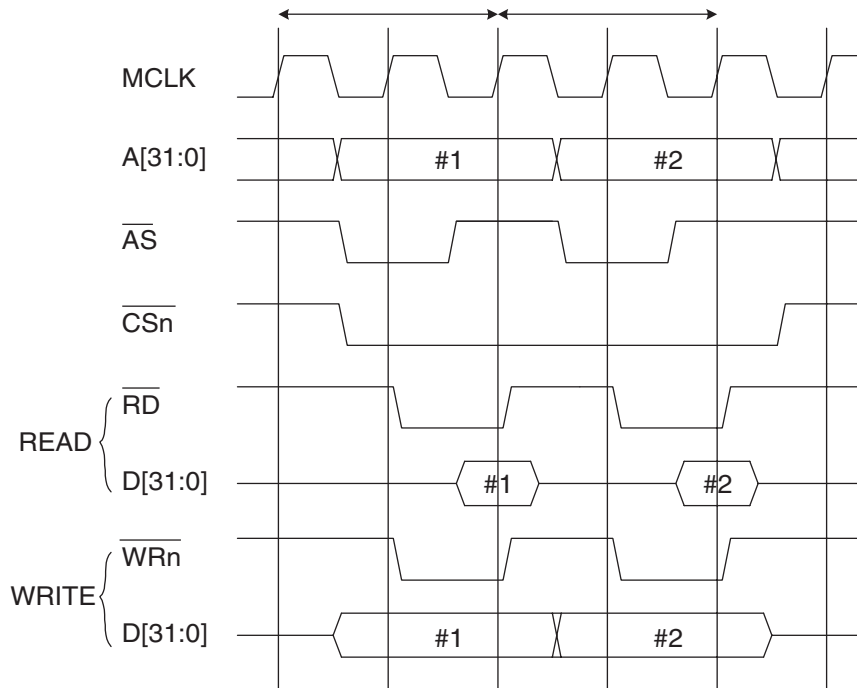 MCLK
A[31:0] #1 #2
AS
CSn
RD
READ
D[31:0] #1 #2
WRn
WRITE
D[31:0] #1 #2